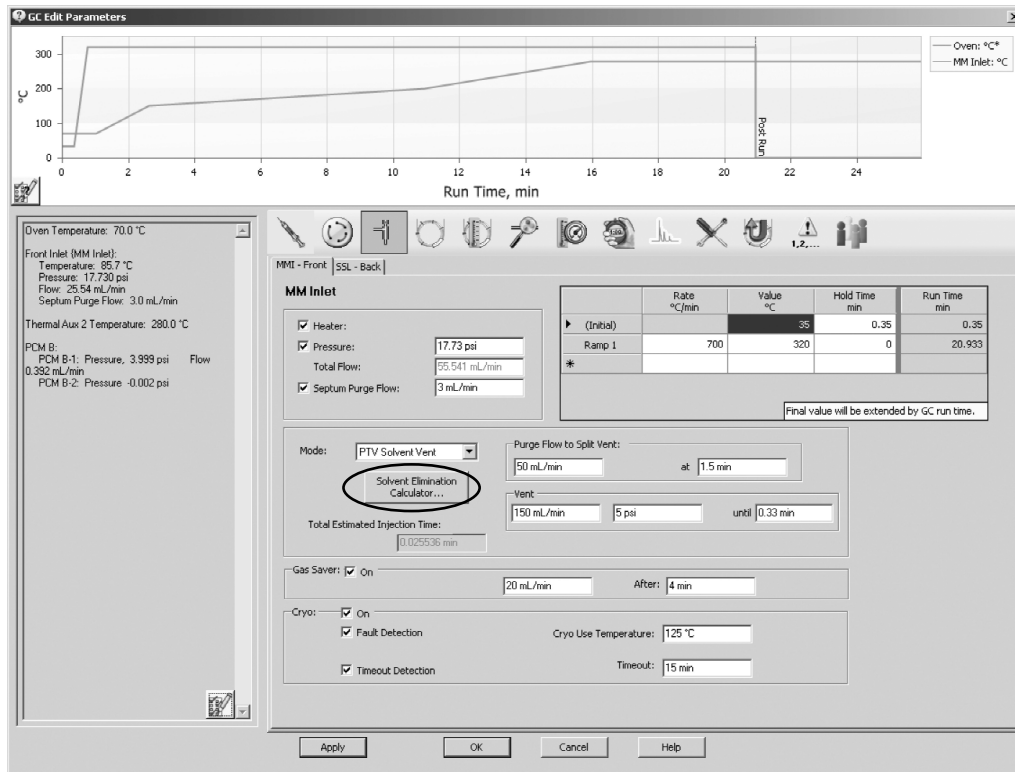 GC Edit Parameters
300
200
100
0
°C
0 2 4 6 8 10 12 14 16 18 20 22 24
Run Time, min
Post Run
Oven: °C*
MM Inlet: °C
Oven Temperature: 70.0 °C
Front Inlet {MM Inlet}:
Temperature: 85.7 °C
Pressure: 17.730 psi
Flow: 25.54 mL/min
Septum Purge Flow: 3.0 mL/min
Thermal Aux 2 Temperature: 280.0 °C
PCM B:
PCM B-1: Pressure, 3.999 psi Flow
0.392 mL/min
PCM B-2: Pressure -0.002 psi
1,2,...
MMI - Front SSL - Back
MM Inlet
Heater:
Pressure: 17.73 psi
Total Flow: 55.541 mL/min
Septum Purge Flow: 3 mL/min
Rate °C/min Value °C Hold Time min Run Time min
(Initial) 35 0.35 0.35
Ramp 1 700 320 0 20.933
*
Final value will be extended by GC run time.
Mode: PTV Solvent Vent
Solvent Elimination
Calculator...
Total Estimated Injection Time:
0.025536 min
Purge Flow to Split Vent:
50 mL/min at 1.5 min
Vent
150 mL/min 5 psi until 0.33 min
Gas Saver: On
20 mL/min After: 4 min
Cryo: On
Fault Detection Cryo Use Temperature: 125 °C
Timeout Detection Timeout: 15 min
Apply OK Cancel Help